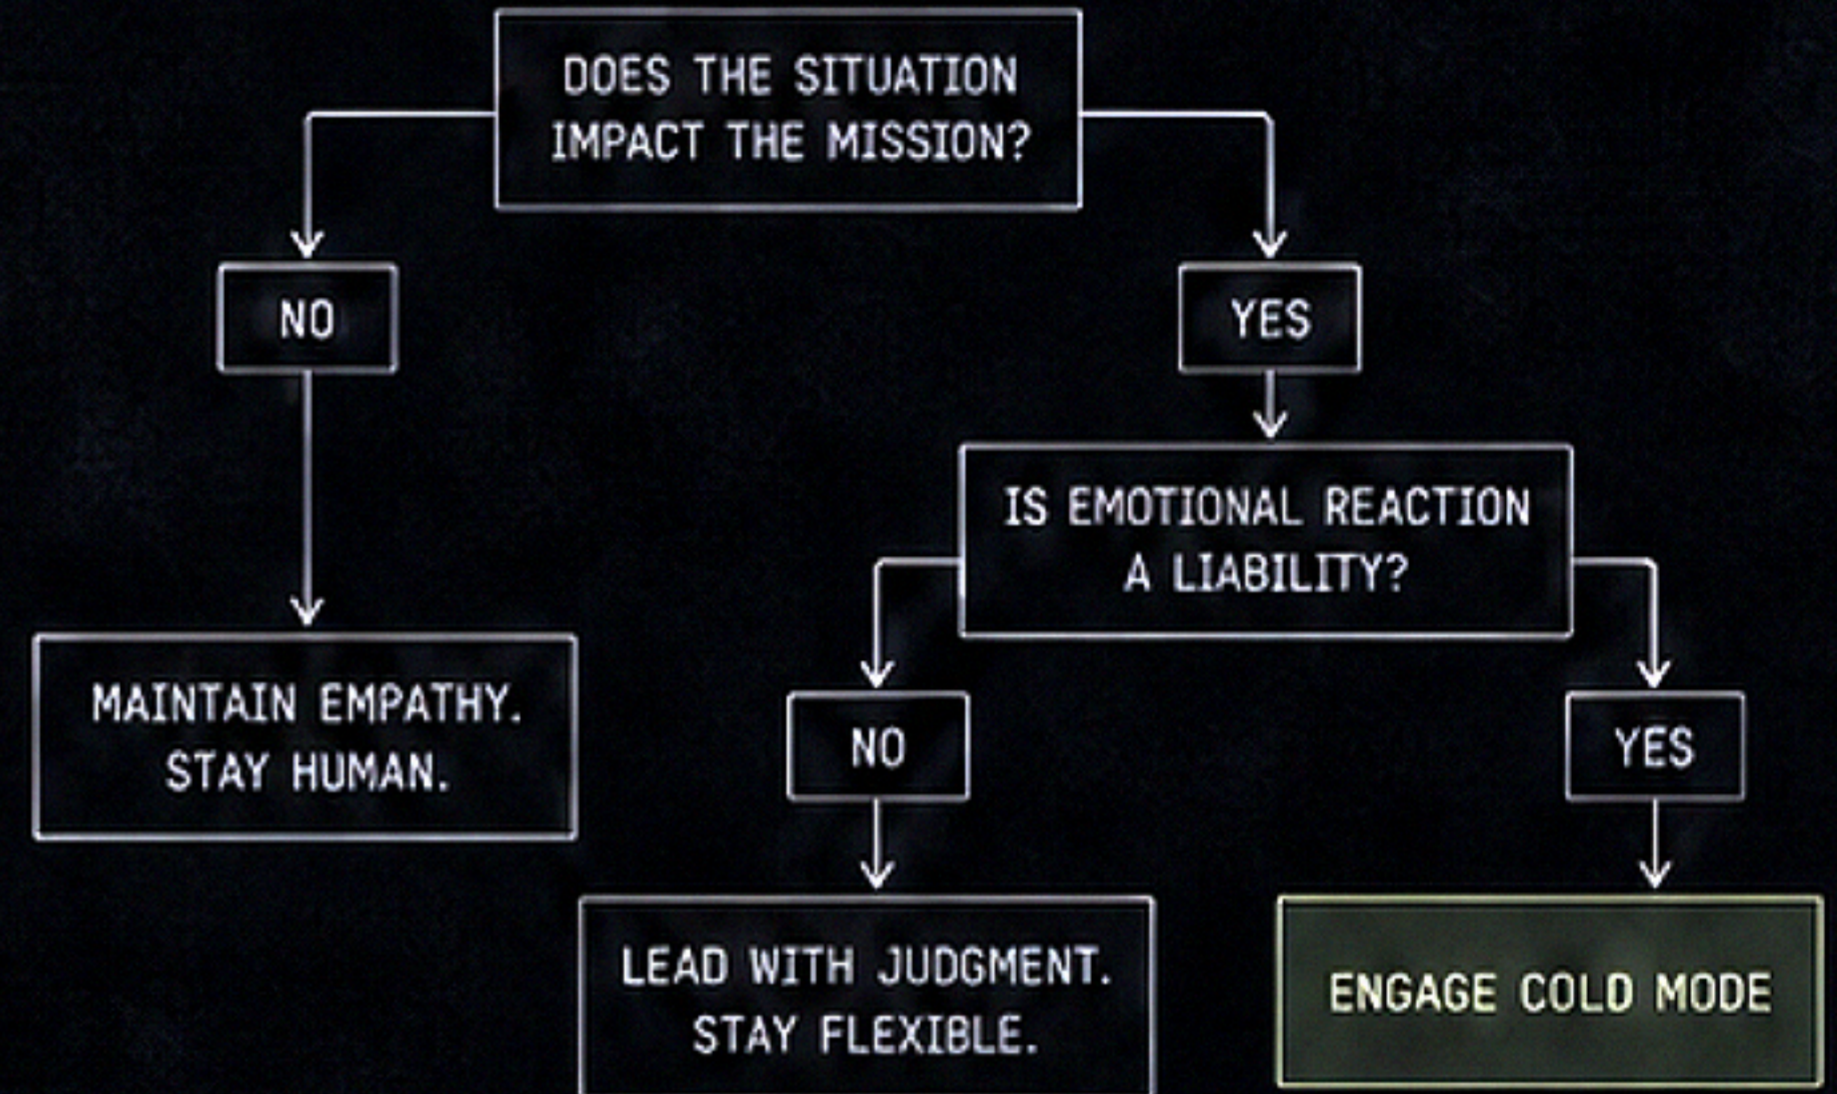 DOES THE SITUATION
IMPACT THE MISSION?
NO
YES
IS EMOTIONAL REACTION
A LIABILITY?
MAINTAIN EMPATHY.
STAY HUMAN.
NO
YES
LEAD WITH JUDGMENT.
STAY FLEXIBLE.
ENGAGE COLD MODE